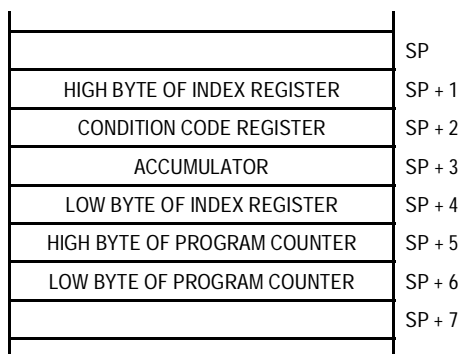 SP
HIGH BYTE OF INDEX REGISTER SP + 1
CONDITION CODE REGISTER SP + 2
ACCUMULATOR SP + 3
LOW BYTE OF INDEX REGISTER SP + 4
HIGH BYTE OF PROGRAM COUNTER SP + 5
LOW BYTE OF PROGRAM COUNTER SP + 6
SP + 7